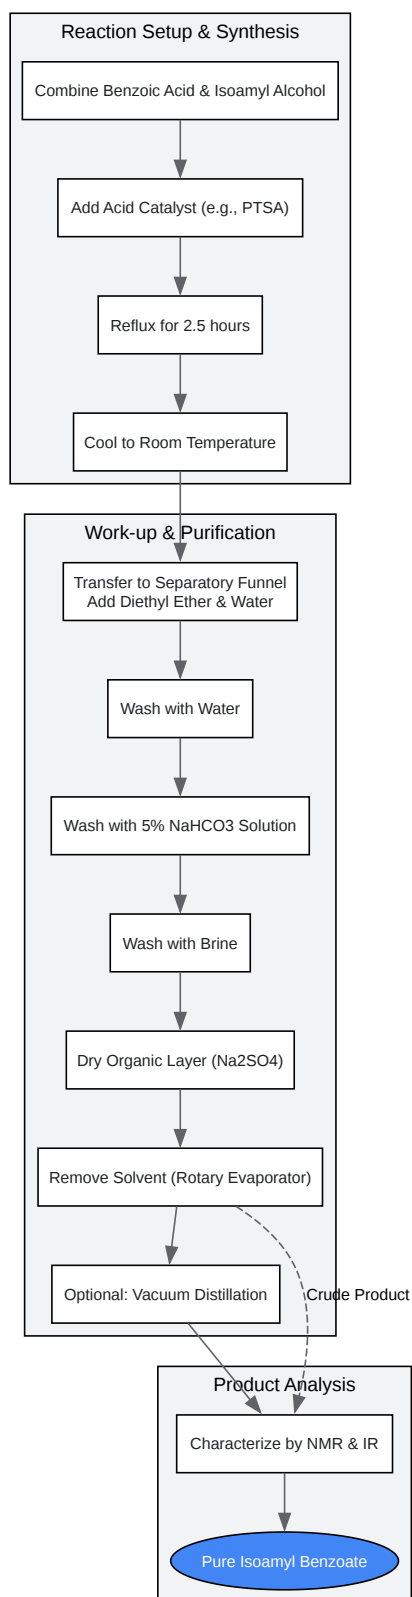 Reaction Setup & Synthesis
Combine Benzoic Acid & Isoamyl Alcohol
Add Acid Catalyst (e.g., PTSA)
Reflux for 2.5 hours
Cool to Room Temperature
Work-up & Purification
Transfer to Separatory Funnel
Add Diethyl Ether & Water
Wash with Water
Wash with 5% NaHCO3 Solution
Wash with Brine
Dry Organic Layer (Na2SO4)
Remove Solvent (Rotary Evaporator)
Optional: Vacuum Distillation
Crude Product
Product Analysis
Characterize by NMR & IR
Pure Isoamyl Benzoate